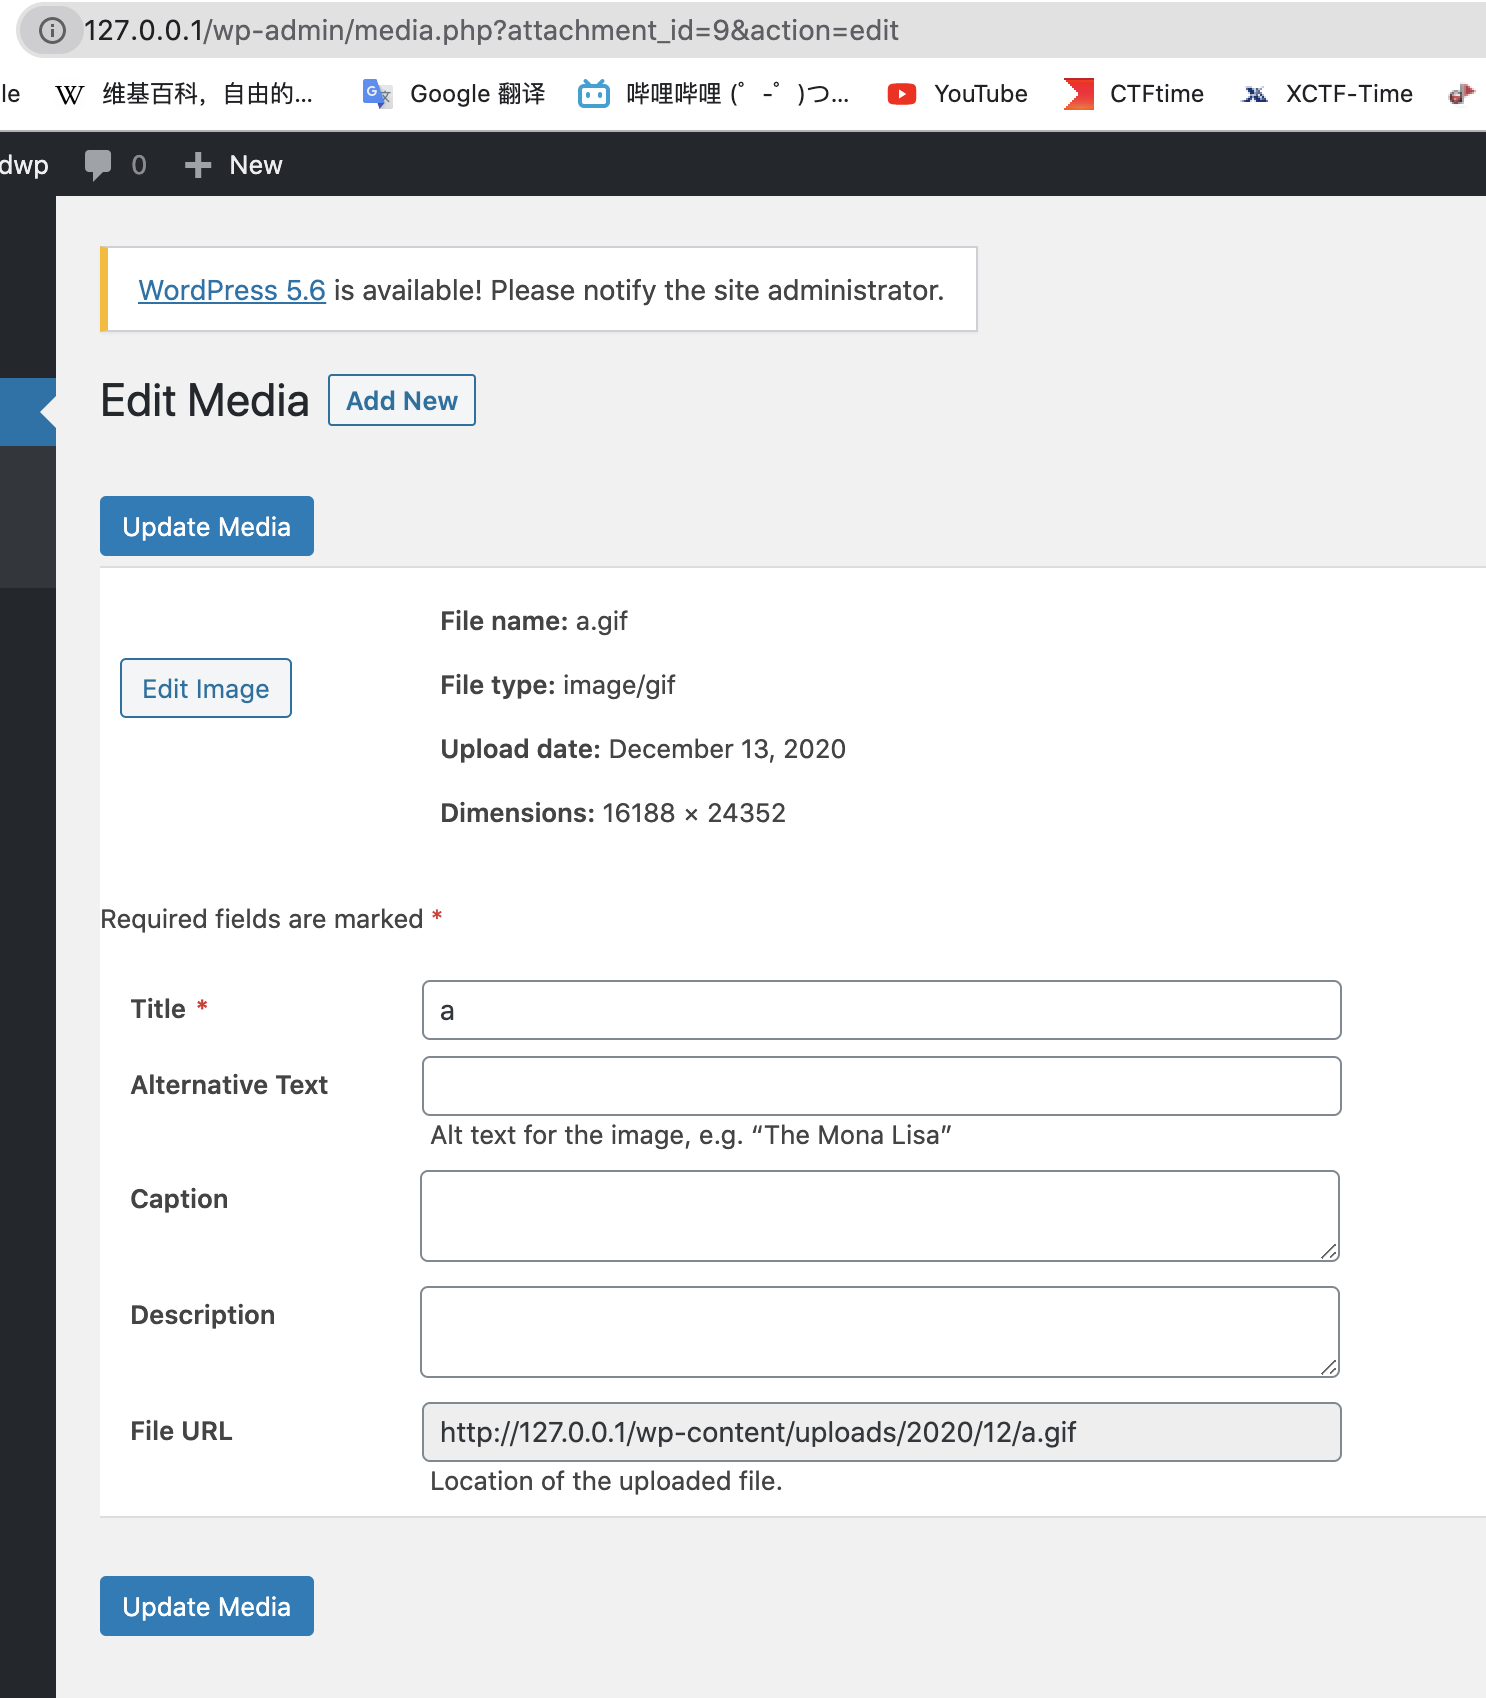 127.0.0.1/wp-admin/media.php?attachment_id=9&action=edit
le W 维基百科，自由的... Google 翻译 哔哩哔哩 (゜-゜)つ... YouTube CTFtime XCTF-Time
dwp 0 New
WordPress 5.6 is available! Please notify the site administrator.
Edit Media Add New
Update Media
File name: a.gif
Edit Image
File type: image/gif
Upload date: December 13, 2020
Dimensions: 16188 × 24352
Required fields are marked *
Title * a
Alternative Text
Alt text for the image, e.g. “The Mona Lisa”
Caption
Description
File URL http://127.0.0.1/wp-content/uploads/2020/12/a.gif
Location of the uploaded file.
Update Media